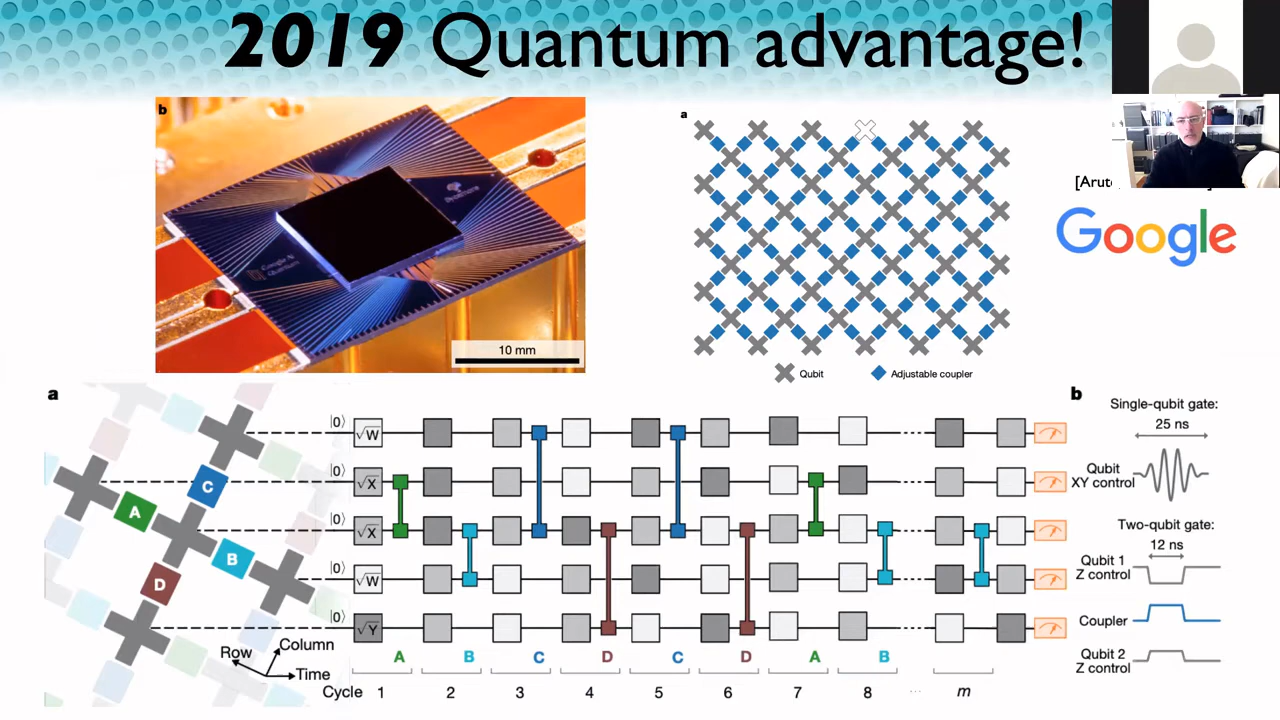 2019 Quantum advantage!
b
10 mm
a
Qubit
Adjustable coupler
[Arut
Google
a
A
B
C
D
Row
Column
Time
|0⟩ √W
|0⟩ √X
|0⟩ √X
|0⟩ √W
|0⟩ √Y
A B C D C D A B
Cycle 1 2 3 4 5 6 7 8 ... m
b
Single-qubit gate:
25 ns
Qubit
XY control
Two-qubit gate:
12 ns
Qubit 1
Z control
Coupler
Qubit 2
Z control